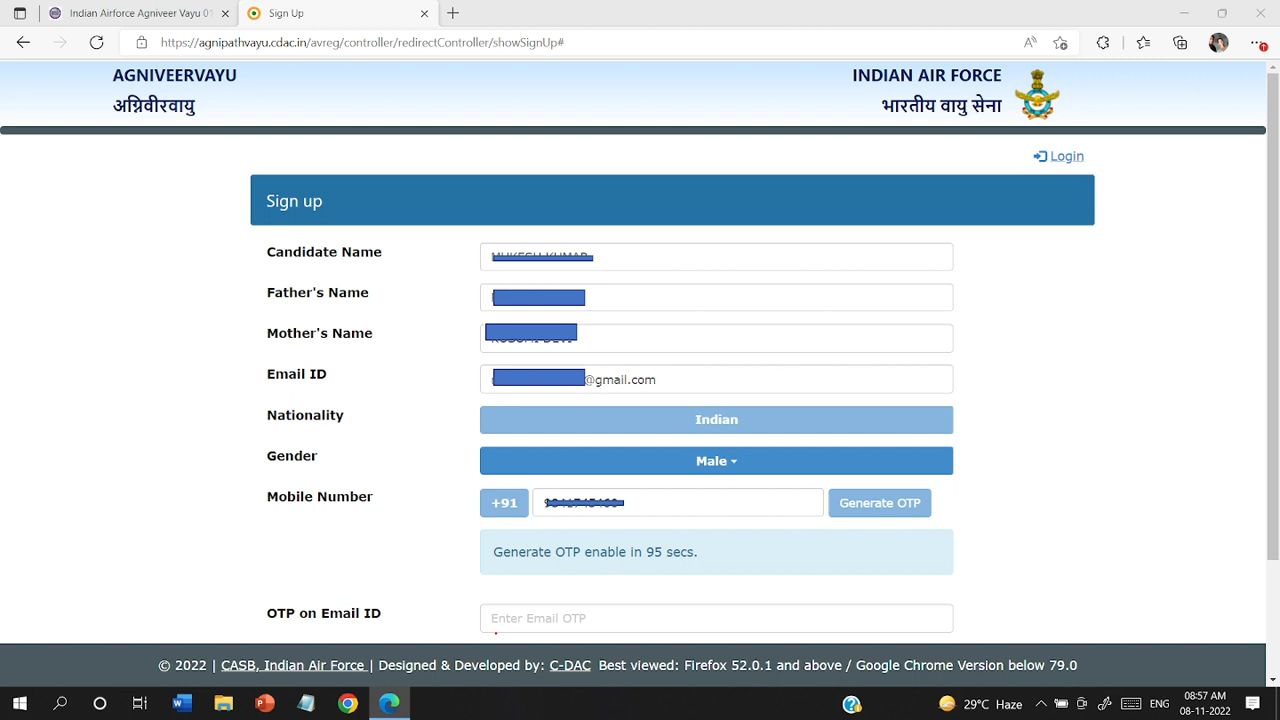 Indian Airforce Agniveer Vayu 01
Sign Up
https://agnipathvayu.cdac.in/avreg/controller/redirectController/showSignUp#
AGNIVEERVAYU
अग्निवीरवायु
INDIAN AIR FORCE
भारतीय वायु सेना
Login
Sign up
Candidate Name
Father's Name
Mother's Name
Email ID
@gmail.com
Nationality
Indian
Gender
Male
Mobile Number
+91
Generate OTP
Generate OTP enable in 95 secs.
OTP on Email ID
Enter Email OTP
© 2022 | CASB, Indian Air Force | Designed & Developed by: C-DAC Best viewed: Firefox 52.0.1 and above / Google Chrome Version below 79.0
29°C Haze
ENG
08:57 AM
08-11-2022